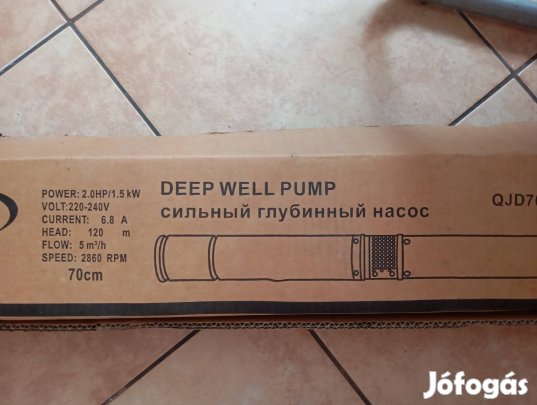 POWER: 2.0HP/1.5 kW
VOLT:220-240V
CURRENT: 6.8 A
HEAD: 120 m
FLOW: 5 m³/h
SPEED: 2860 RPM
70cm
DEEP WELL PUMP
сильный глубинный насос
Jófogás